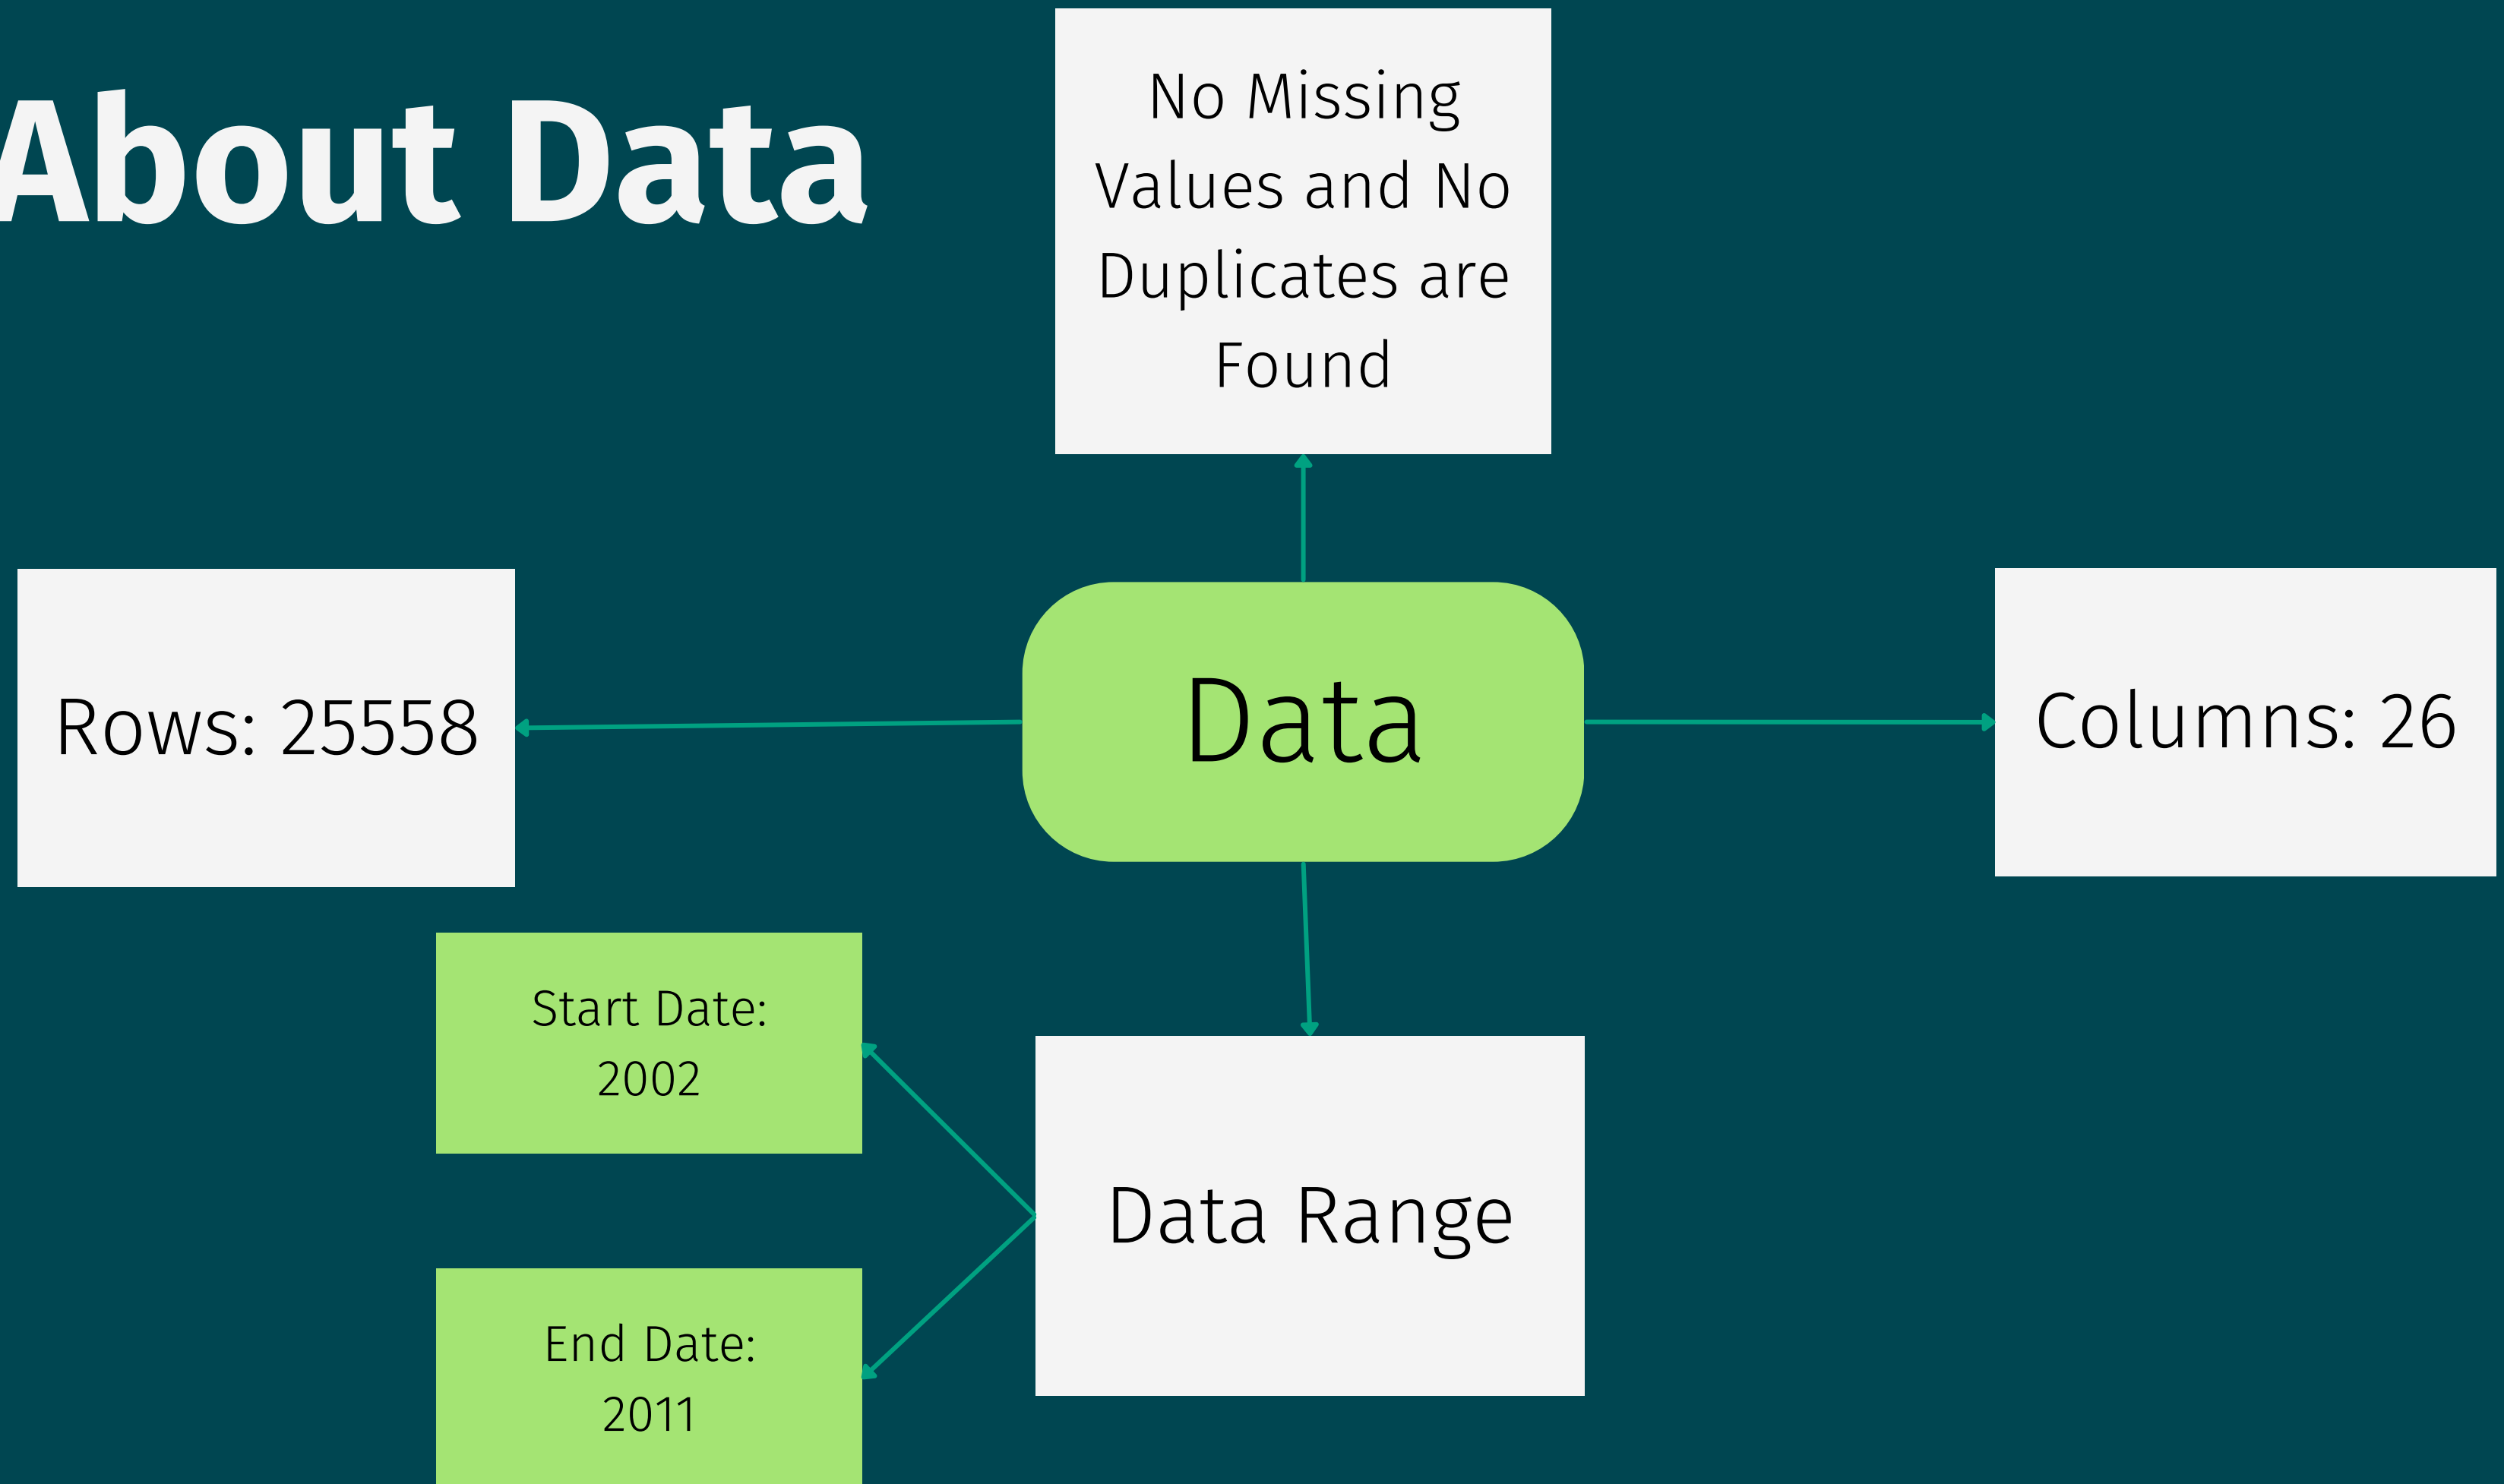 About Data
No Missing
Values and No
Duplicates are
Found
Rows: 25558
Data
Columns: 26
Start Date:
2002
Data Range
End Date:
2011